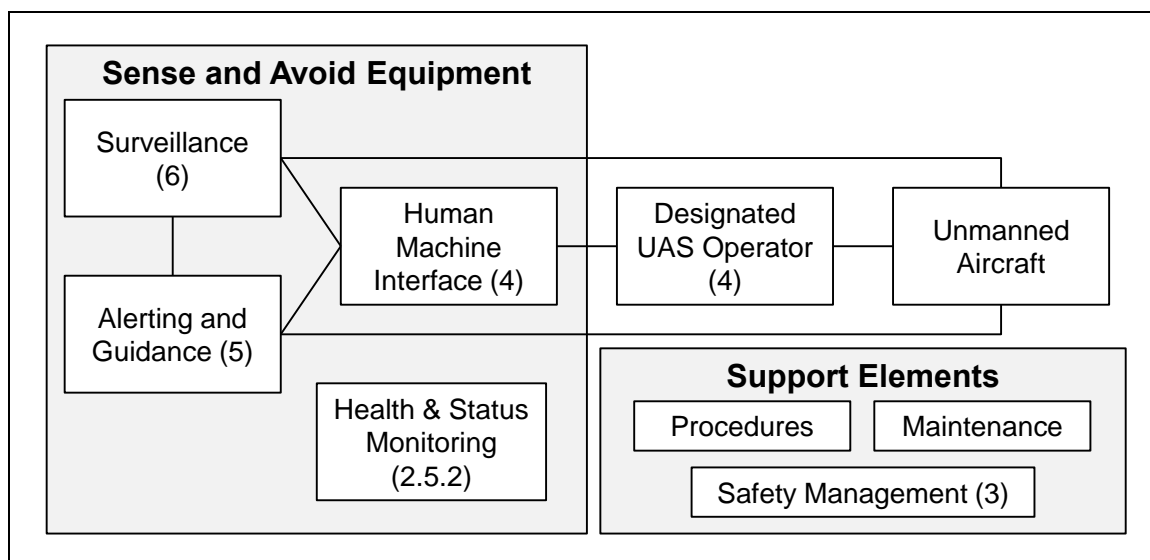 Sense and Avoid Equipment
Surveillance
(6)
Human
Machine
Interface (4)
Designated
UAS Operator
(4)
Unmanned
Aircraft
Alerting and
Guidance (5)
Health & Status
Monitoring
(2.5.2)
Support Elements
Procedures
Maintenance
Safety Management (3)